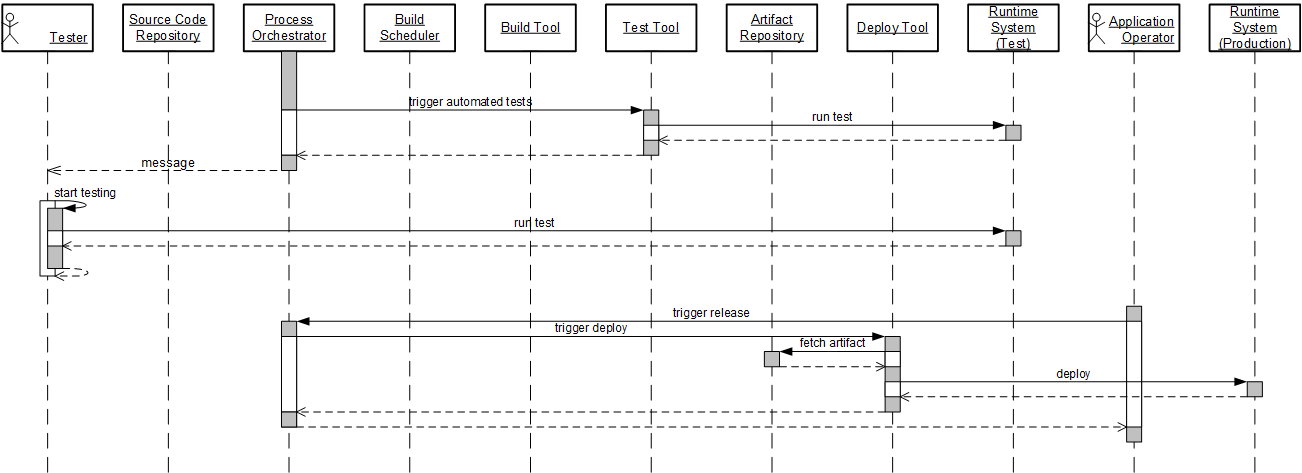 Tester
Source Code
Repository
Process
Orchestrator
Build
Scheduler
Build Tool
Test Tool
Artifact
Repository
Deploy Tool
Runtime
System
(Test)
Application
Operator
Runtime
System
(Production)
trigger automated tests
run test
message
start testing
run test
trigger release
trigger deploy
fetch artifact
deploy